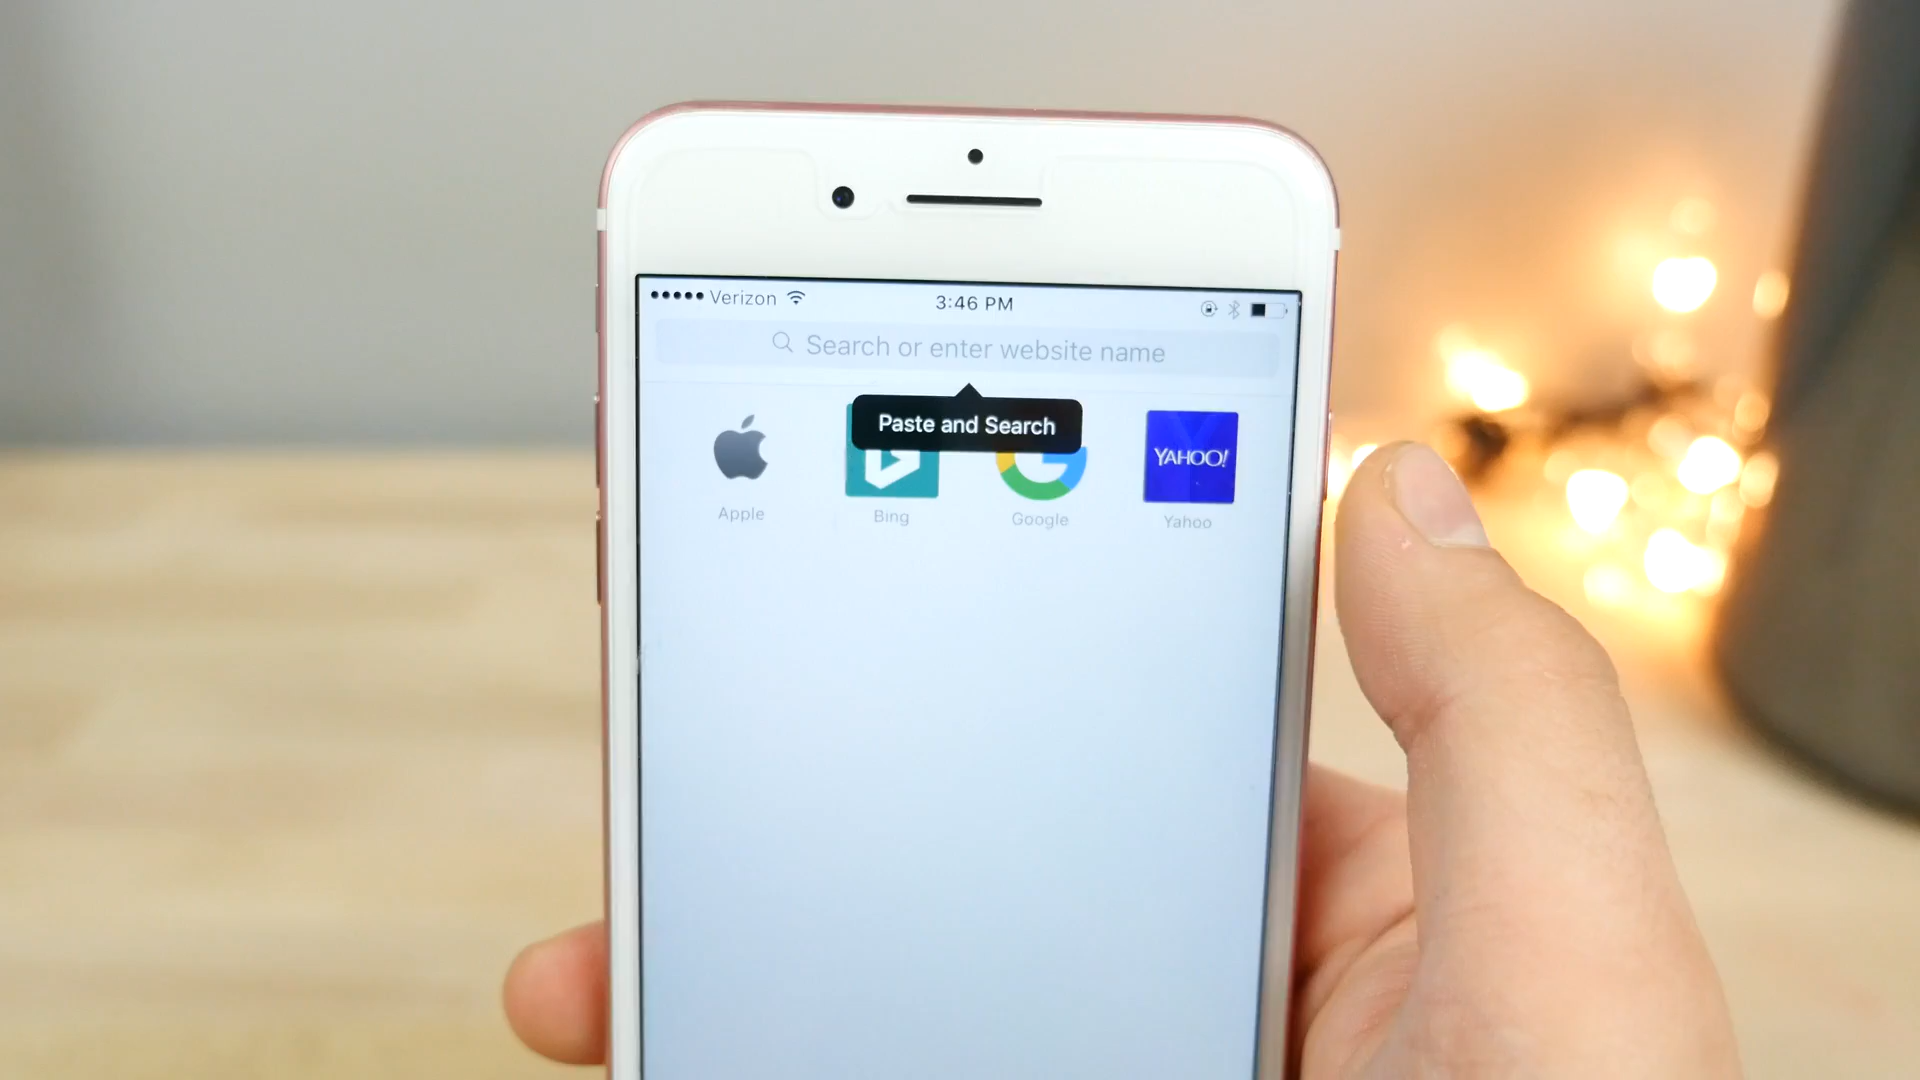 Verizon 3:46 PM
Search or enter website name
Paste and Search
YAHOO!
Apple Bing Google Yahoo